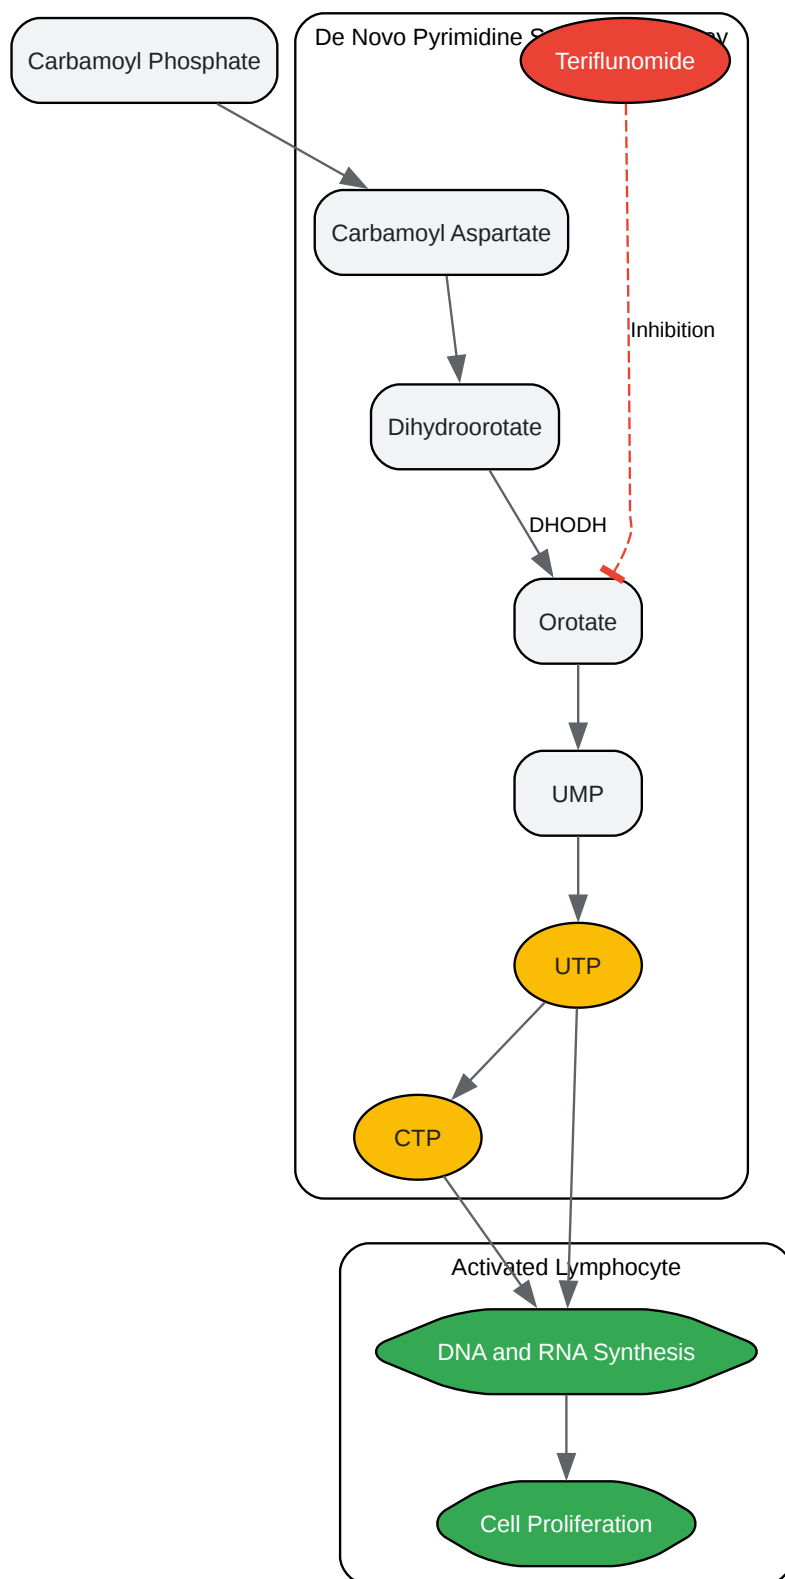 Carbamoyl Phosphate
De Novo Pyrimidine
Teriflunomide
Carbamoyl Aspartate
Inhibition
Dihydroorotate
DHODH
Orotate
UMP
UTP
CTP
Activated Lymphocyte
DNA and RNA Synthesis
Cell Proliferation